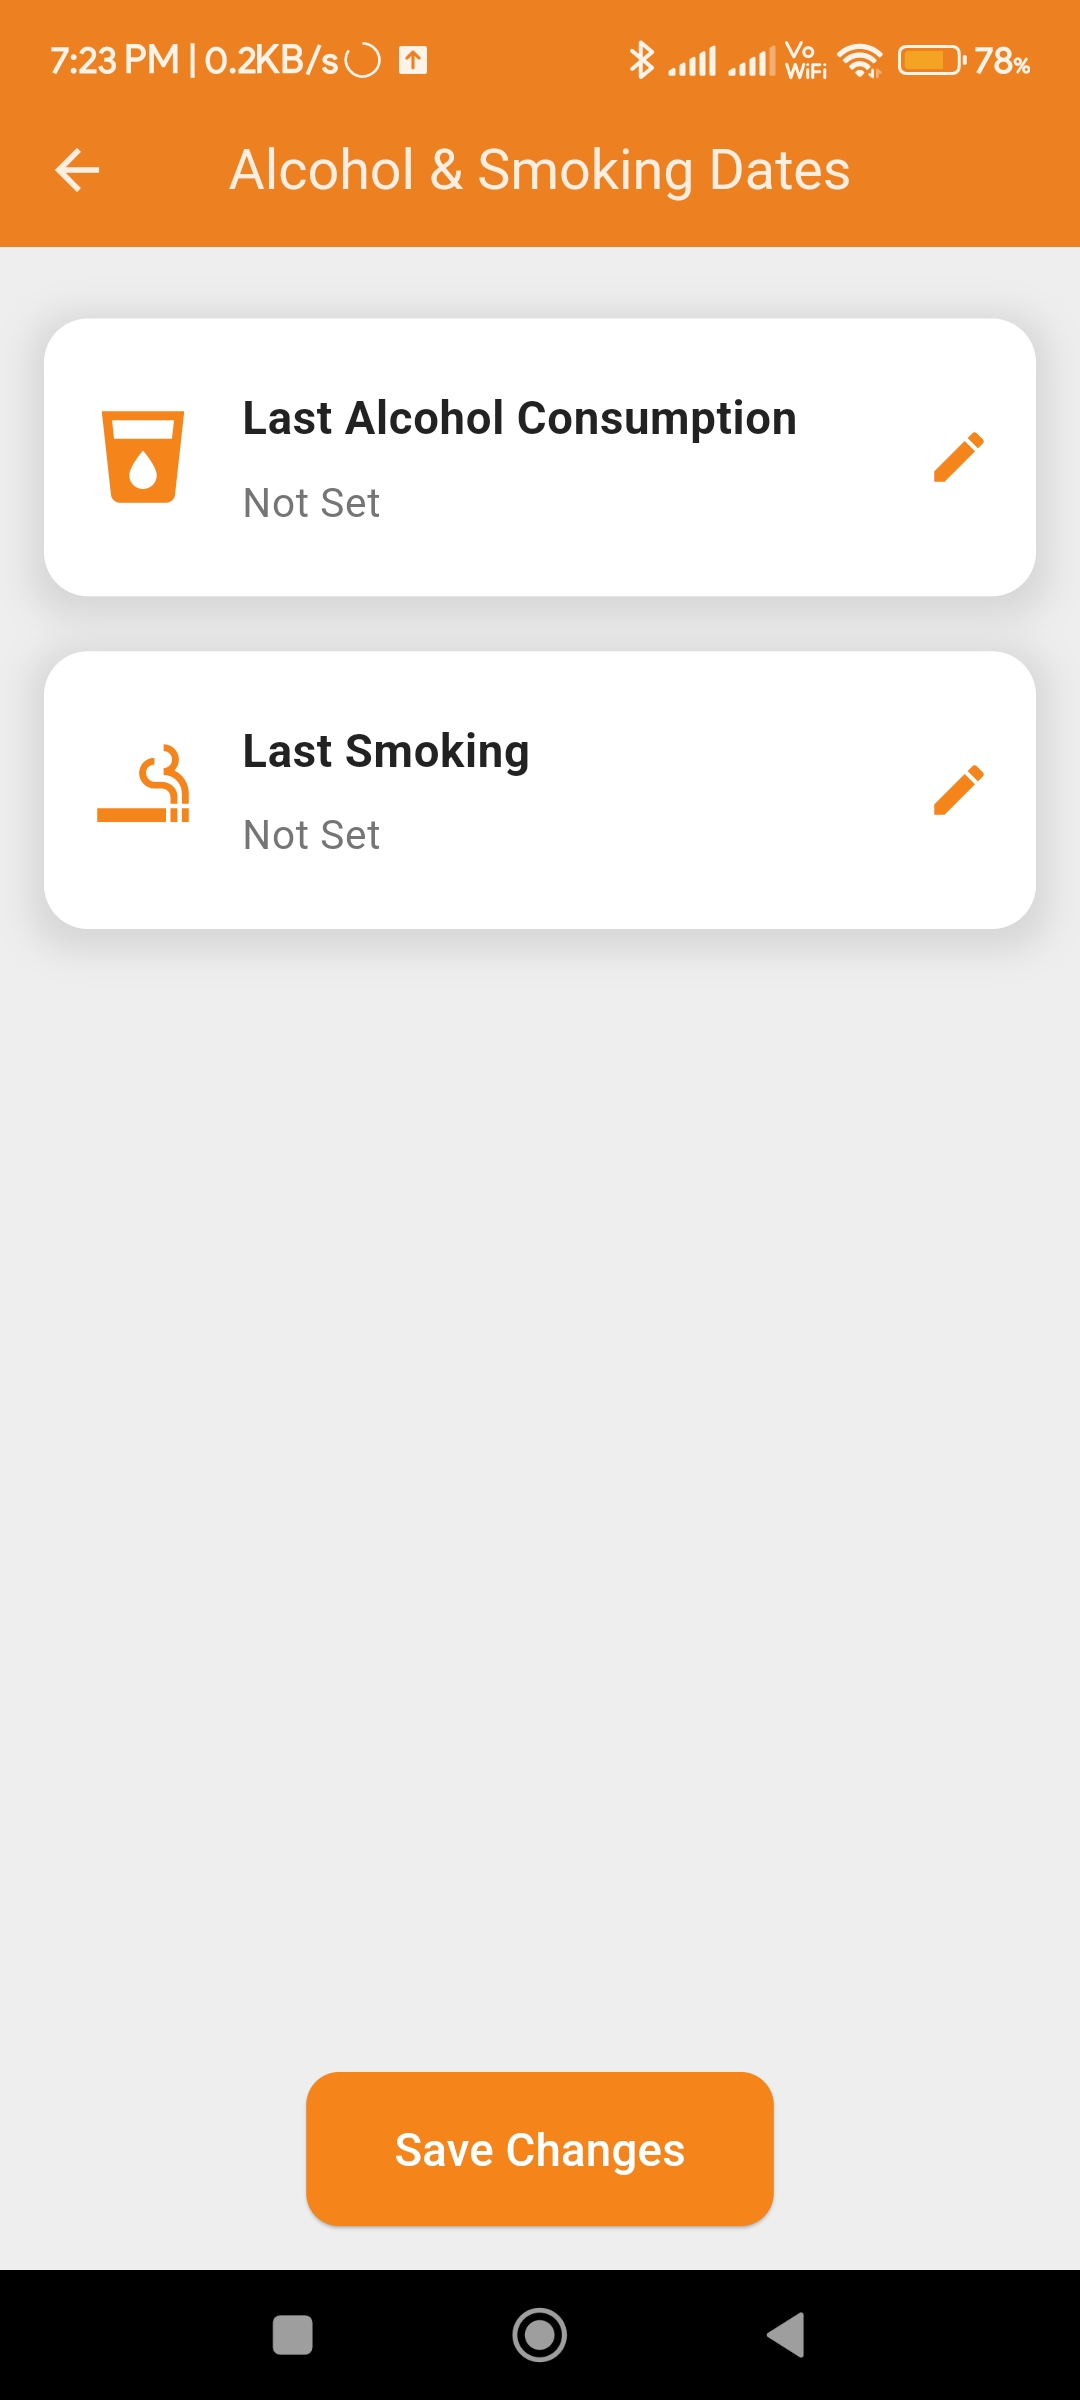 7:23 PM | 0.2KB/s Vo WiFi 78%
Alcohol & Smoking Dates
Last Alcohol Consumption
Not Set
Last Smoking
Not Set
Save Changes